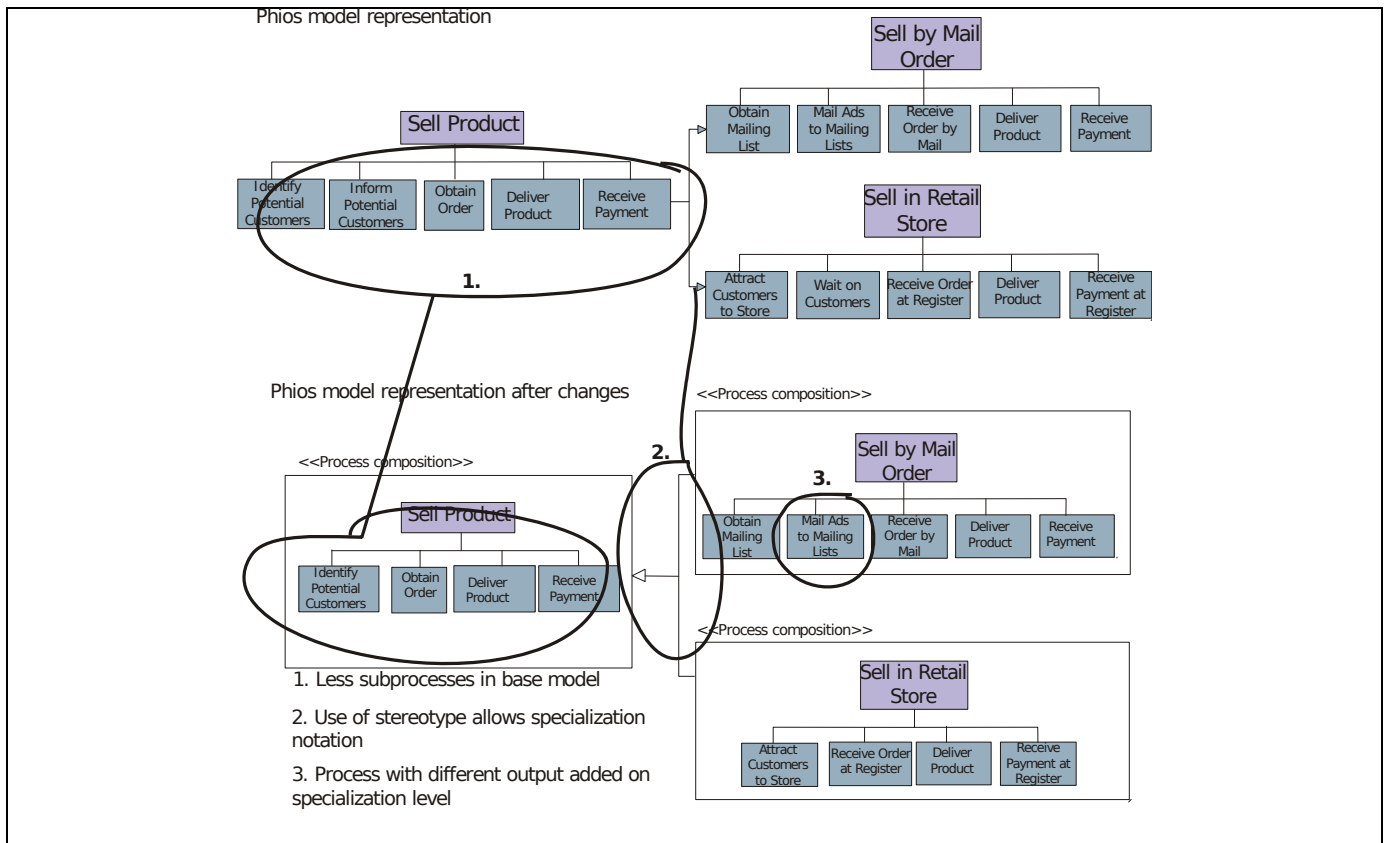 Phios model representation
Sell by Mail
Order
Obtain
Mailing
List
Mail Ads
to Mailing
Lists
Receive
Order by
Mail
Deliver
Product
Receive
Payment
Sell Product
Identify
Potential
Customers
Inform
Potential
Customers
Obtain
Order
Deliver
Product
Receive
Payment
Sell in Retail
Store
1.
Attract
Customers
to Store
Wait on
Customers
Receive Order
at Register
Deliver
Product
Receive
Payment at
Register
Phios model representation after changes
<<Process composition>>
Sell Product
Identify
Potential
Customers
Obtain
Order
Deliver
Product
Receive
Payment
2.
<<Process composition>>
Sell by Mail
Order
3.
Obtain
Mailing
List
Mail Ads
to Mailing
Lists
Receive
Order by
Mail
Deliver
Product
Receive
Payment
<<Process composition>>
Sell in Retail
Store
Attract
Customers
to Store
Receive Order
at Register
Deliver
Product
Receive
Payment at
Register
1. Less subprocesses in base model
2. Use of stereotype allows specialization
notation
3. Process with different output added on
specialization level